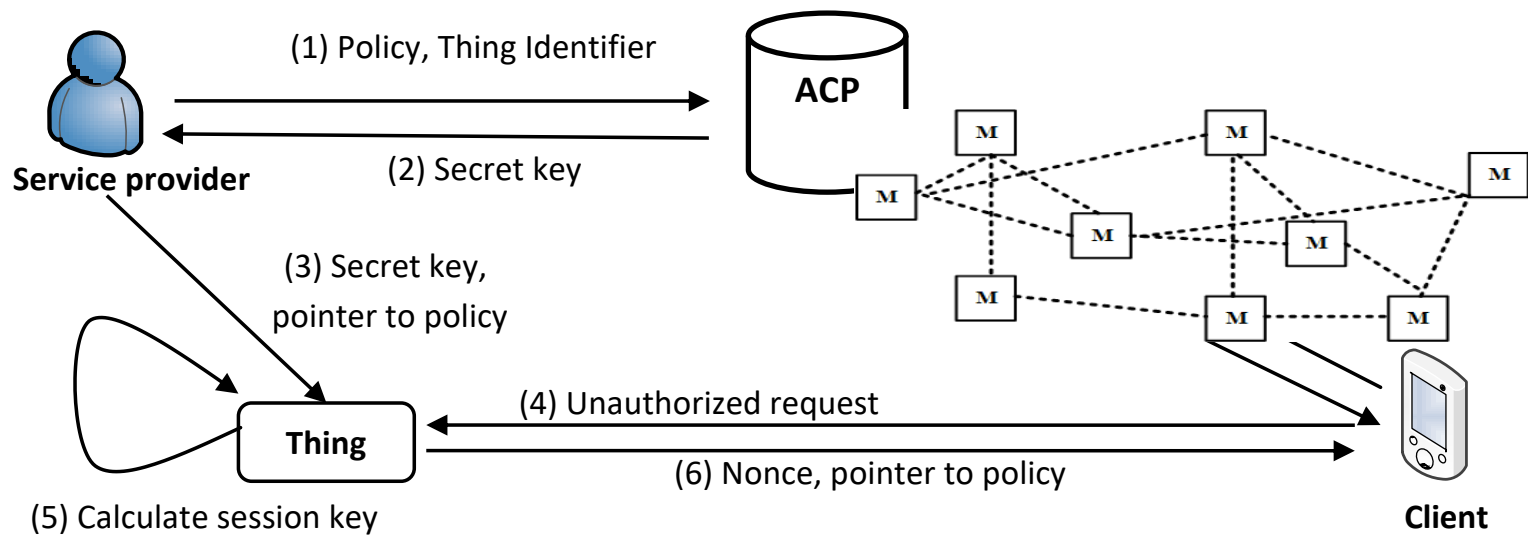 (1) Policy, Thing Identifier
ACP
(2) Secret key
Service provider
M
M
M
M
M
M
M
M
M
(3) Secret key,
pointer to policy
(4) Unauthorized request
Thing
(6) Nonce, pointer to policy
(5) Calculate session key
Client